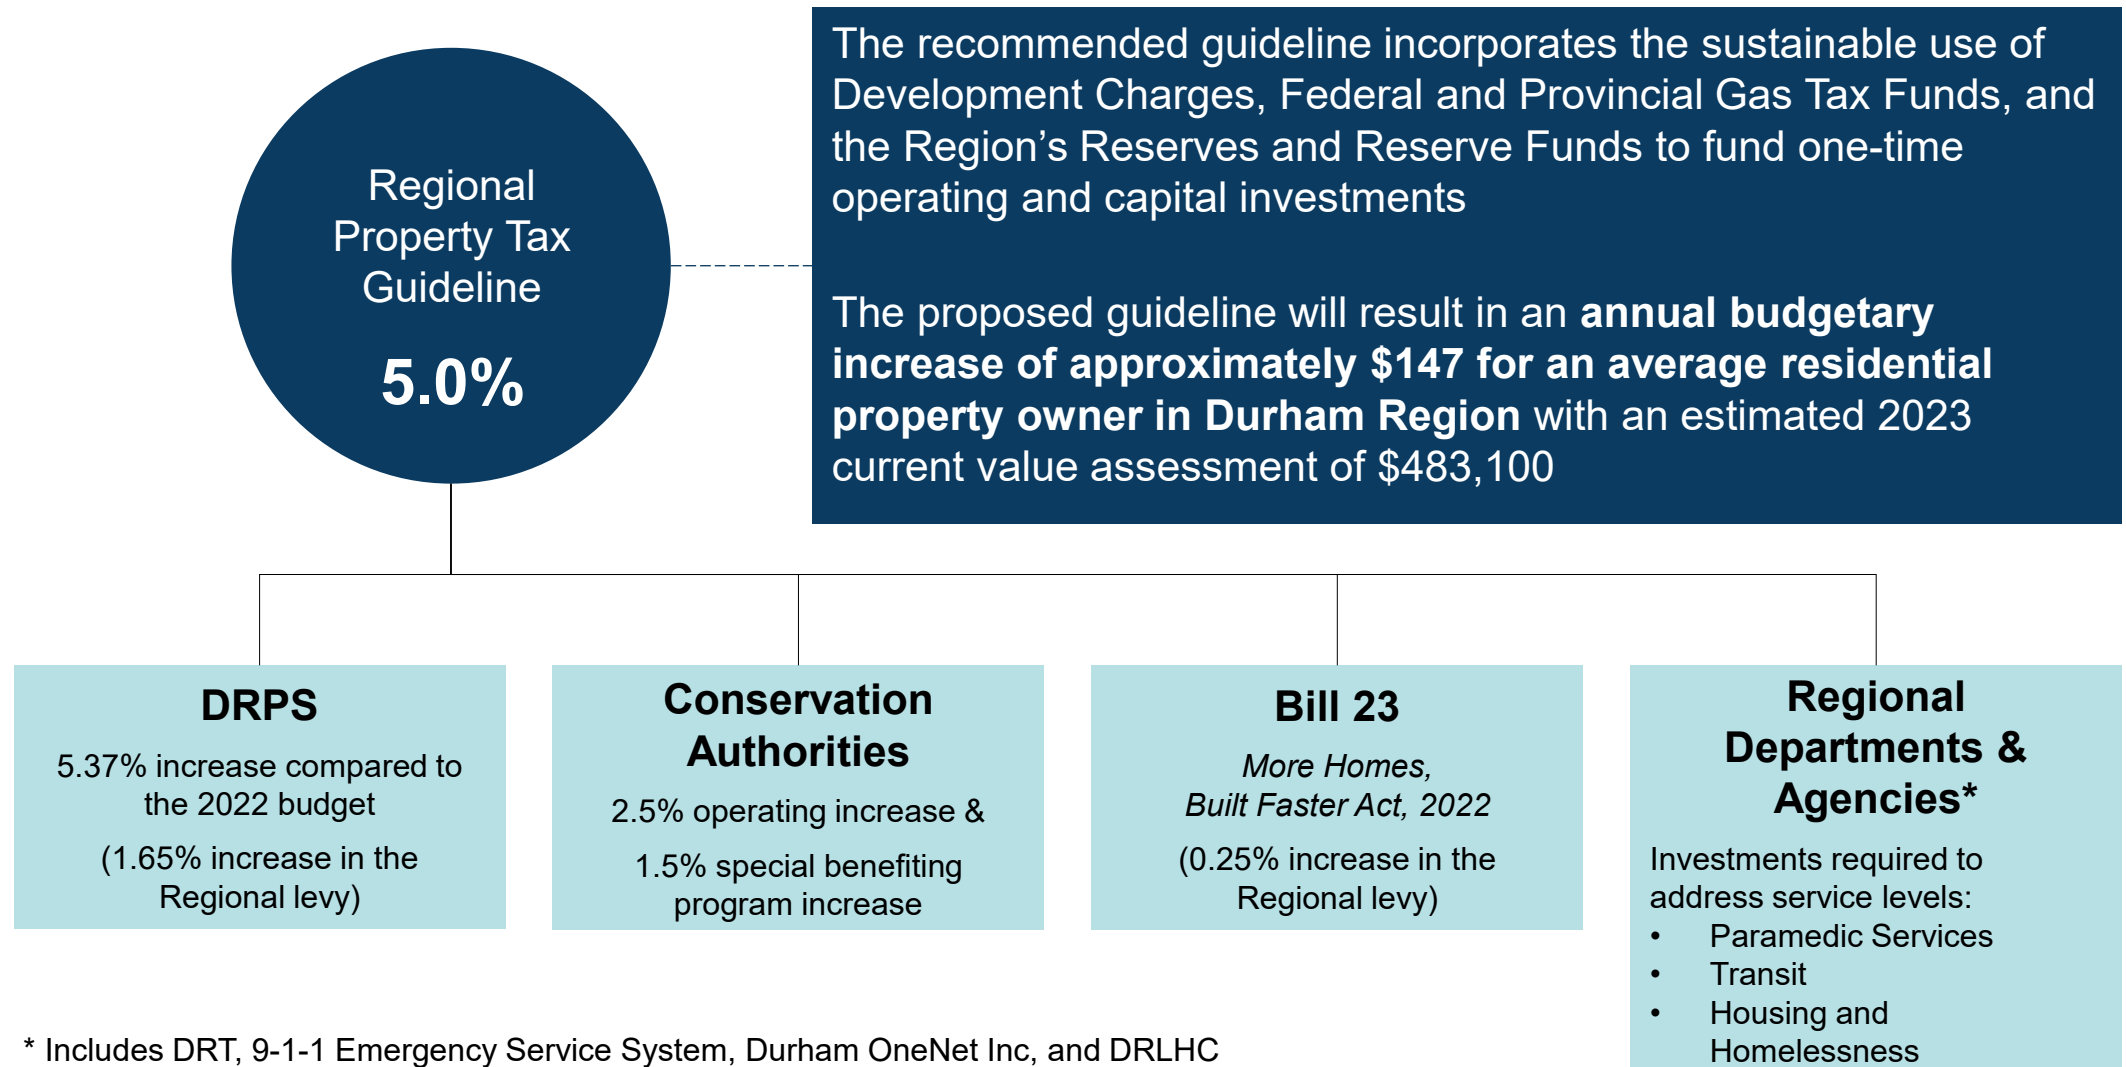 Regional
Property Tax
Guideline
5.0%
The recommended guideline incorporates the sustainable use of
Development Charges, Federal and Provincial Gas Tax Funds, and
the Region’s Reserves and Reserve Funds to fund one-time
operating and capital investments
The proposed guideline will result in an annual budgetary
increase of approximately $147 for an average residential
property owner in Durham Region with an estimated 2023
current value assessment of $483,100
DRPS
5.37% increase compared to
the 2022 budget
(1.65% increase in the
Regional levy)
Conservation
Authorities
2.5% operating increase &
1.5% special benefiting
program increase
Bill 23
More Homes,
Built Faster Act, 2022
(0.25% increase in the
Regional levy)
Regional
Departments &
Agencies*
Investments required to
address service levels:
• Paramedic Services
• Transit
• Housing and
Homelessness
* Includes DRT, 9-1-1 Emergency Service System, Durham OneNet Inc, and DRLHC